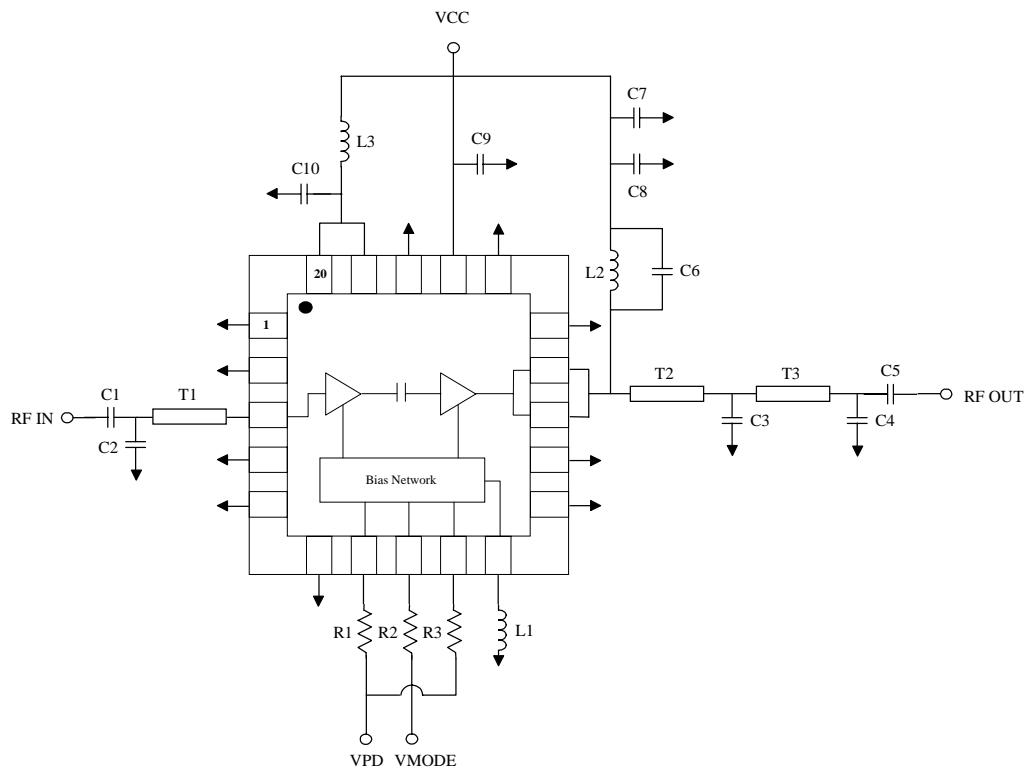 VCC
C7
L3
C9
C10
C8
20
L2
C6
1
C1
T1
T2
T3
C5
RF IN
RF OUT
C2
C3
C4
Bias Network
R1
R2
R3
L1
VPD
VMODE